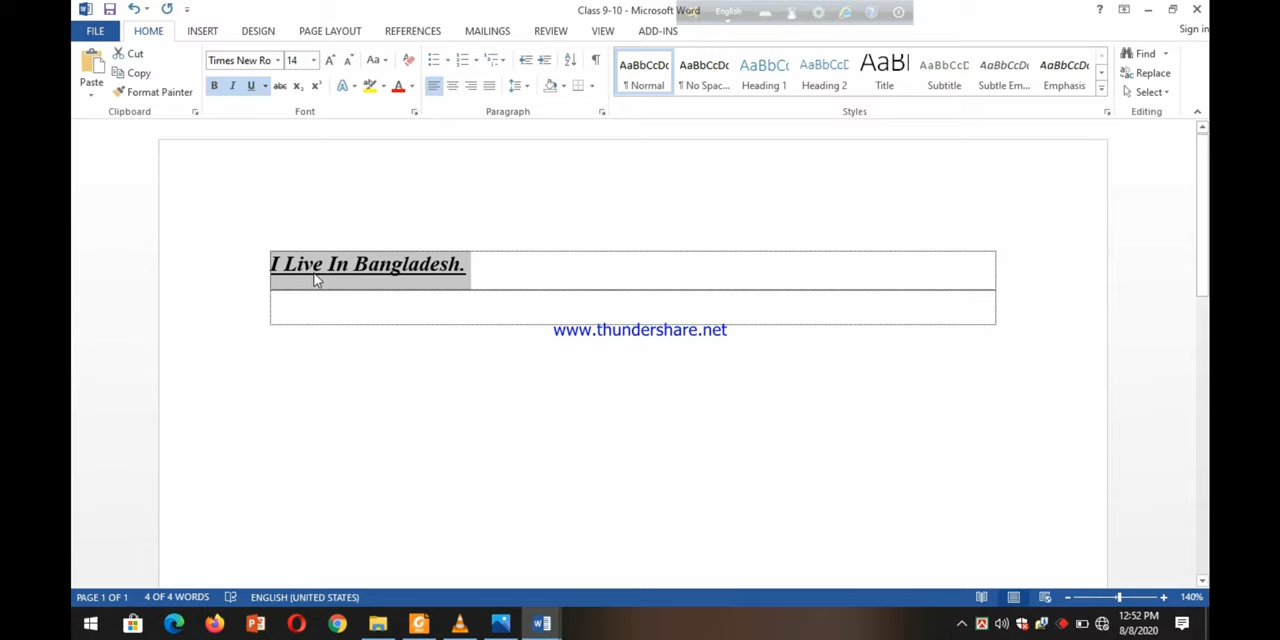 Class 9-10 - Microsoft Word
English
Sign in
FILE HOME INSERT DESIGN PAGE LAYOUT REFERENCES MAILINGS REVIEW VIEW ADD-INS
Paste
Cut
Copy
Format Painter
Clipboard
Times New Ro 14
Font
Paragraph
AaBbCcDc AaBbCcDc AaBbCc AaBbCcD AaBl AaBbCcD AaBbCcDc AaBbCcDc
¶ Normal ¶ No Spac... Heading 1 Heading 2 Title Subtitle Subtle Em... Emphasis
Styles
Find
Replace
Select
Editing
I Live In Bangladesh.
www.thundershare.net
PAGE 1 OF 1 4 OF 4 WORDS ENGLISH (UNITED STATES) 140%
12:52 PM
8/8/2020